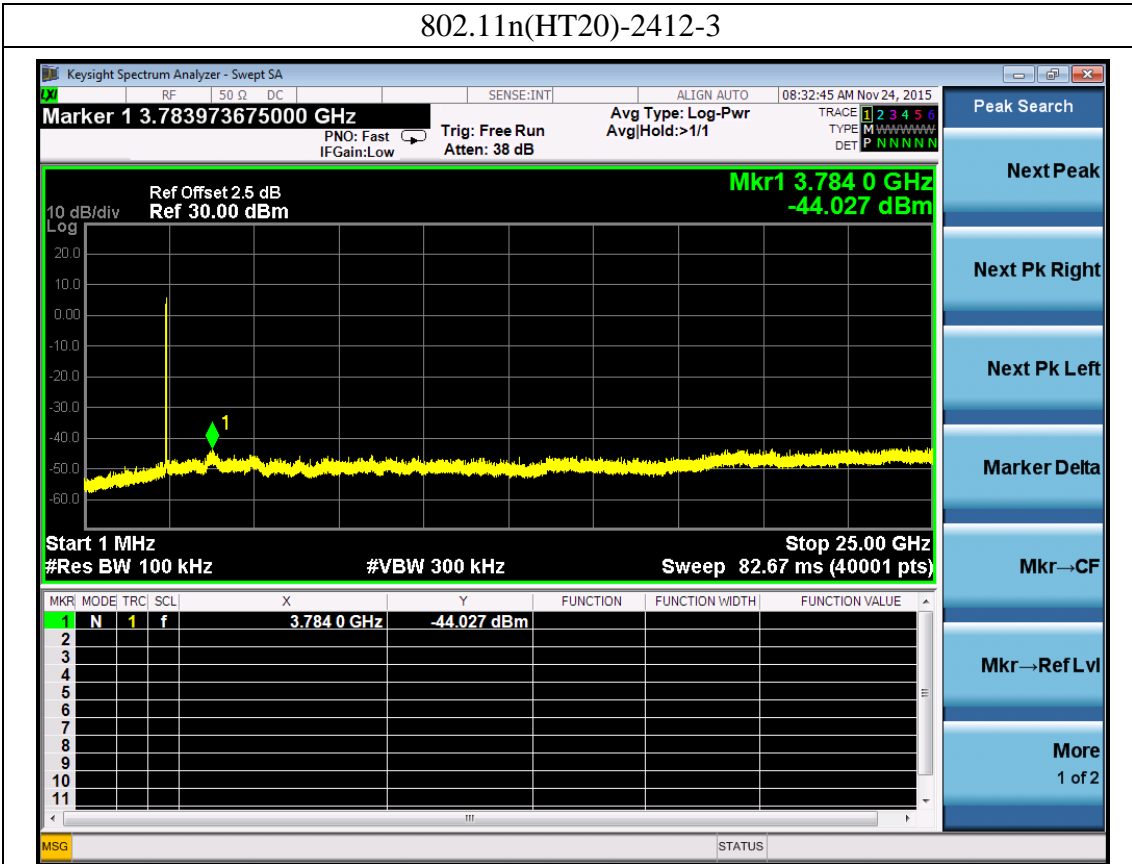 802.11n(HT20)-2412-3
Keysight Spectrum Analyzer - Swept SA
LXI RF 50 Ω DC SENSE:INT ALIGN AUTO 08:32:45 AM Nov 24, 2015
Marker 1 3.783973675000 GHz
PNO: Fast
IFGain:Low
Trig: Free Run
Atten: 38 dB
Avg Type: Log-Pwr
Avg|Hold:>1/1
TRACE 1 2 3 4 5 6
TYPE M WWWWW
DET P N N N N N
Peak Search
Next Peak
Next Pk Right
Next Pk Left
Marker Delta
Mkr→CF
Mkr→Ref Lvl
More
1 of 2
Mkr1 3.784 0 GHz
-44.027 dBm
Ref Offset 2.5 dB
10 dB/div Ref 30.00 dBm
Log
20.0
10.0
0.00
-10.0
-20.0
-30.0
-40.0
-50.0
-60.0
1
Start 1 MHz Stop 25.00 GHz
#Res BW 100 kHz #VBW 300 kHz Sweep 82.67 ms (40001 pts)
MKR MODE TRC SCL X Y FUNCTION FUNCTION WIDTH FUNCTION VALUE
1 N 1 f 3.784 0 GHz -44.027 dBm
2
3
4
5
6
7
8
9
10
11
MSG STATUS